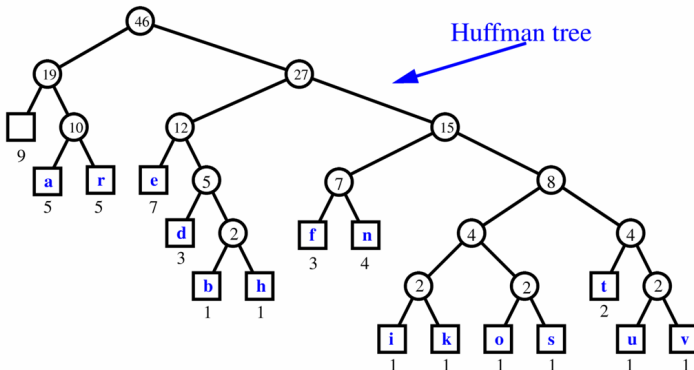 46
Huffman tree
19 27
10 12 15
9
a r e 5 7 8
5 5 7
d 2 f n 4 4
3 3 4
b h 2 2 t 2
1 1 2
i k o s u v
1 1 1 1 1 1